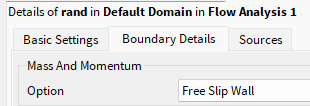 Details of rand in Default Domain in Flow Analysis 1
Basic Settings Boundary Details Sources
Mass And Momentum
Option Free Slip Wall